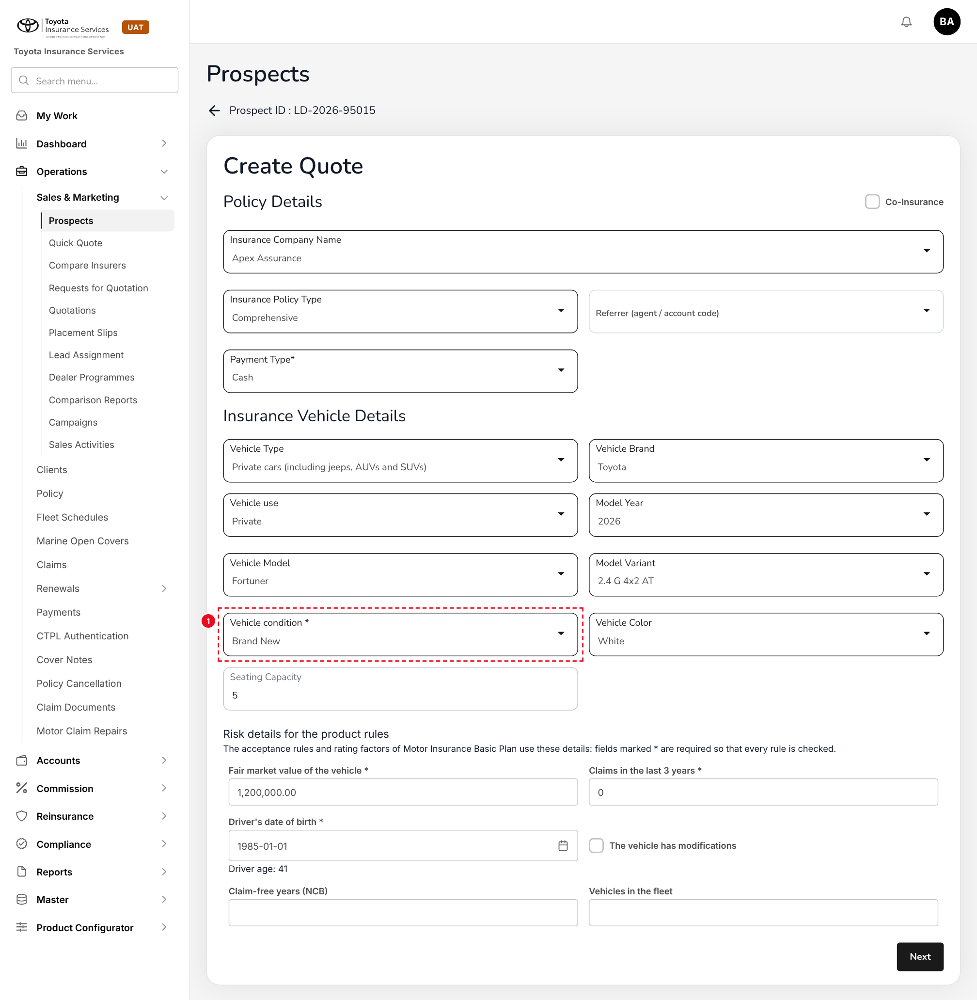 Toyota
Insurance Services
UAT
BA
Toyota Insurance Services
Search menu...
My Work
Dashboard
Operations
Sales & Marketing
Prospects
Quick Quote
Compare Insurers
Requests for Quotation
Quotations
Placement Slips
Lead Assignment
Dealer Programmes
Comparison Reports
Campaigns
Sales Activities
Clients
Policy
Fleet Schedules
Marine Open Covers
Claims
Renewals
Payments
CTPL Authentication
Cover Notes
Policy Cancellation
Claim Documents
Motor Claim Repairs
Accounts
Commission
Reinsurance
Compliance
Reports
Master
Product Configurator
Prospects
Prospect ID : LD-2026-95015
Create Quote
Policy Details
Co-Insurance
Insurance Company Name
Apex Assurance
Insurance Policy Type
Comprehensive
Referrer (agent / account code)
Payment Type*
Cash
Insurance Vehicle Details
Vehicle Type
Private cars (including jeeps, AUVs and SUVs)
Vehicle Brand
Toyota
Vehicle use
Private
Model Year
2026
Vehicle Model
Fortuner
Model Variant
2.4 G 4x2 AT
1
Vehicle condition *
Brand New
Vehicle Color
White
Seating Capacity
5
Risk details for the product rules
The acceptance rules and rating factors of Motor Insurance Basic Plan use these details: fields marked * are required so that every rule is checked.
Fair market value of the vehicle *
1,200,000.00
Claims in the last 3 years *
0
Driver's date of birth *
1985-01-01
The vehicle has modifications
Driver age: 41
Claim-free years (NCB)
Vehicles in the fleet
Next